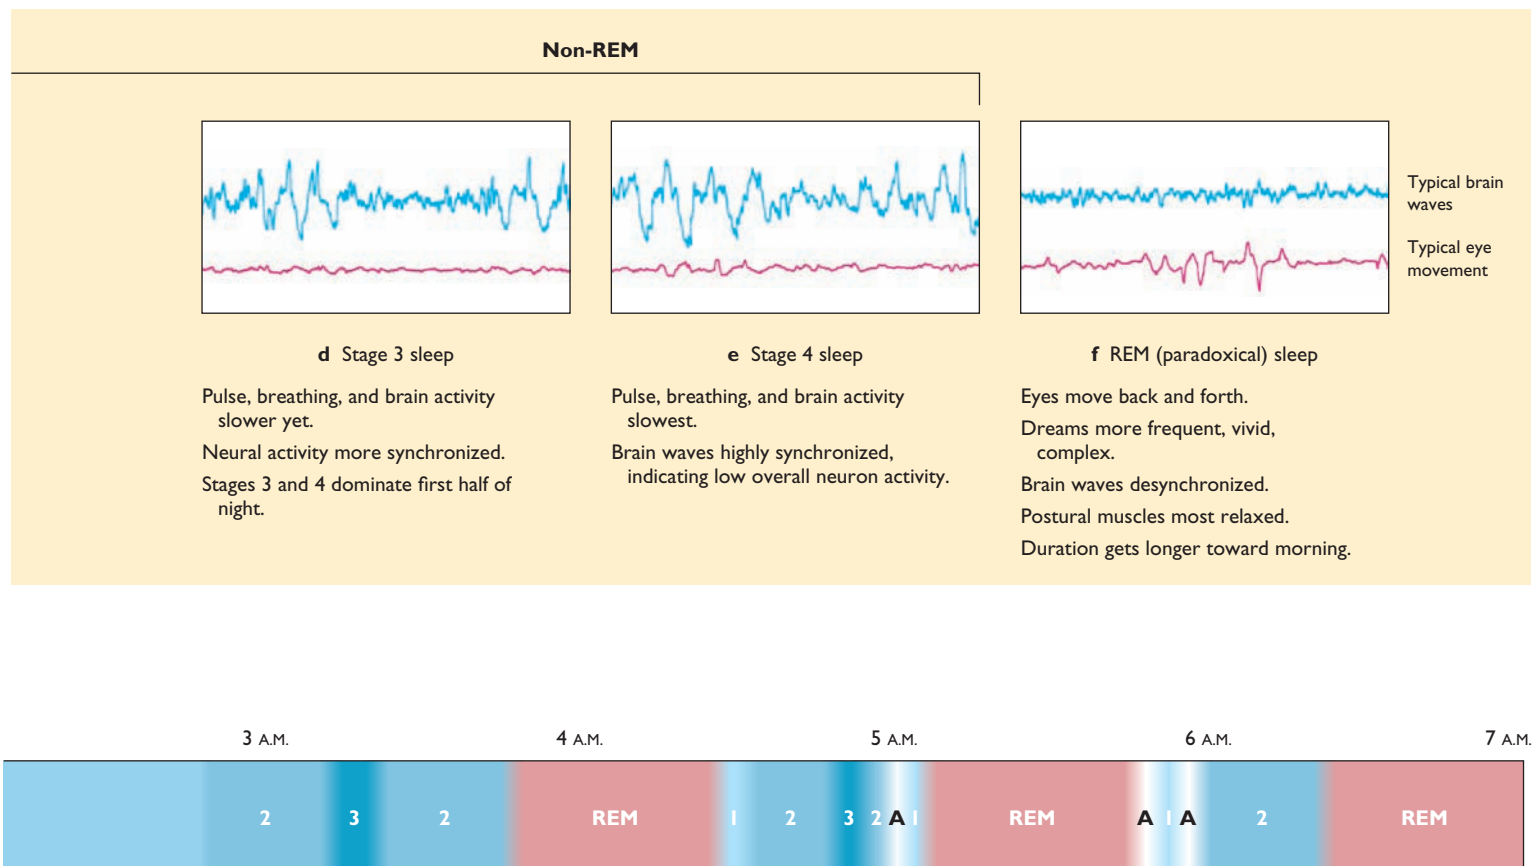 Non-REM
Typical brain
waves
Typical eye
movement
d Stage 3 sleep
Pulse, breathing, and brain activity
slower yet.
Neural activity more synchronized.
Stages 3 and 4 dominate first half of
night.
e Stage 4 sleep
Pulse, breathing, and brain activity
slowest.
Brain waves highly synchronized,
indicating low overall neuron activity.
f REM (paradoxical) sleep
Eyes move back and forth.
Dreams more frequent, vivid,
complex.
Brain waves desynchronized.
Postural muscles most relaxed.
Duration gets longer toward morning.
3 A.M. 4 A.M. 5 A.M. 6 A.M. 7 A.M.
2 3 2 REM 1 2 3 2 A 1 REM A 1 A 2 REM